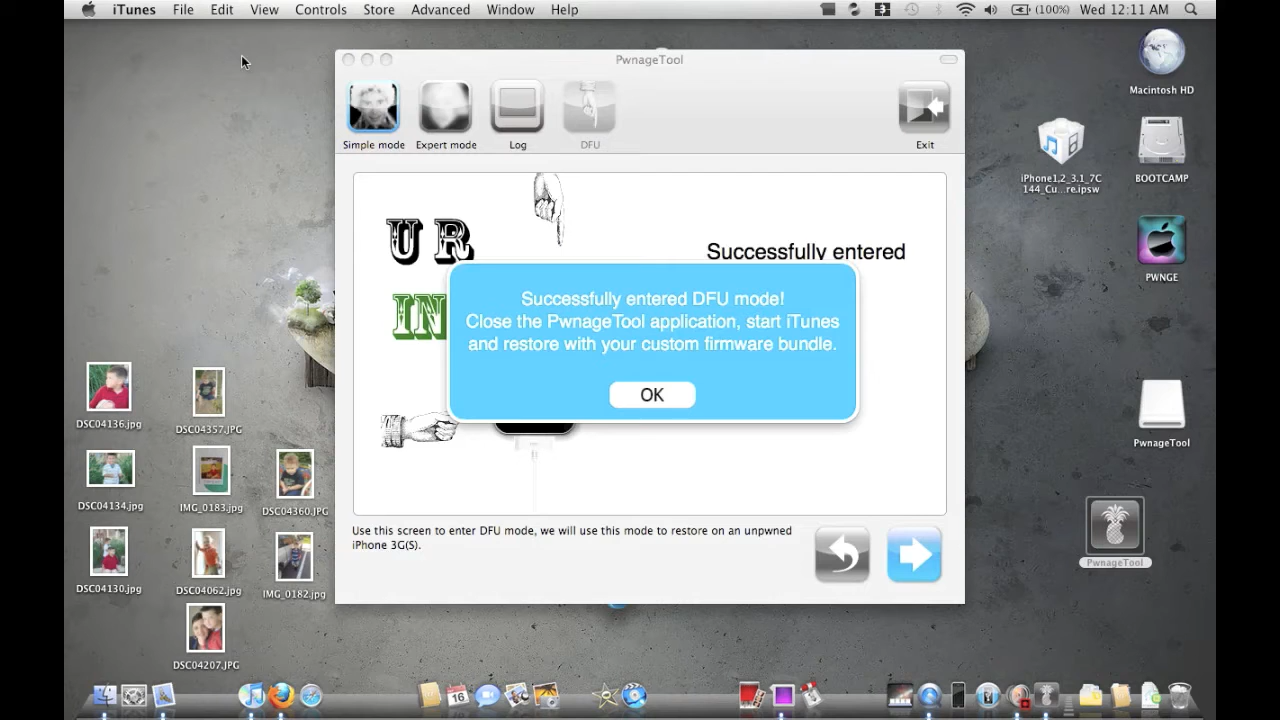 iTunes File Edit View Controls Store Advanced Window Help
(100%) Wed 12:11 AM
PwnageTool
Simple mode
Expert mode
Log
DFU
Exit
U R
IN
Successfully entered
Successfully entered DFU mode!
Close the PwnageTool application, start iTunes
and restore with your custom firmware bundle.
OK
Use this screen to enter DFU mode, we will use this mode to restore on an unpwned
iPhone 3G(S).
Macintosh HD
iPhone1,2_3.1_7C
144_Cu...re.ipsw
BOOTCAMP
PWNGE
PwnageTool
PwnageTool
DSC04136.jpg
DSC04357.JPG
DSC04134.jpg
IMG_0183.jpg
DSC04360.JPG
DSC04130.jpg
DSC04062.jpg
IMG_0182.jpg
DSC04207.JPG
16